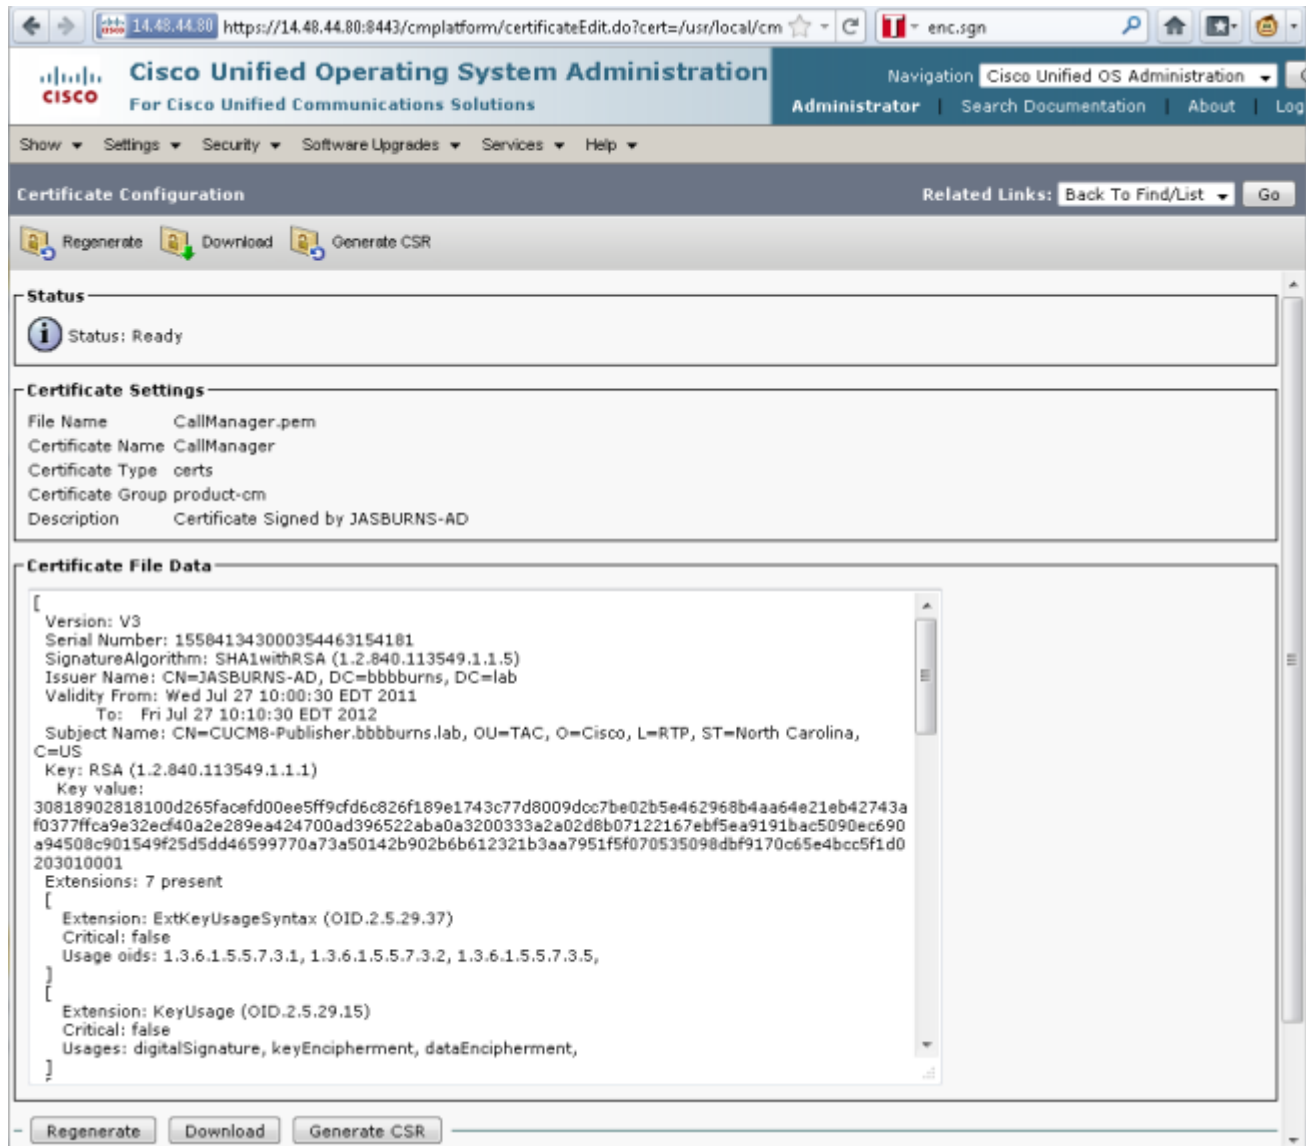 14.48.44.80 https://14.48.44.80:8443/cmplatform/certificateEdit.do?cert=/usr/local/cm enc.sgn
CISCO
Cisco Unified Operating System Administration
For Cisco Unified Communications Solutions
Navigation Cisco Unified OS Administration
Administrator | Search Documentation | About | Log
Show Settings Security Software Upgrades Services Help
Certificate Configuration Related Links: Back To Find/List Go
Regenerate Download Generate CSR
Status
Status: Ready
Certificate Settings
File Name CallManager.pem
Certificate Name CallManager
Certificate Type certs
Certificate Group product-cm
Description Certificate Signed by JASBURNS-AD
Certificate File Data
[
Version: V3
Serial Number: 155841343000354463154181
SignatureAlgorithm: SHA1withRSA (1.2.840.113549.1.1.5)
Issuer Name: CN=JASBURNS-AD, DC=bbbburns, DC=lab
Validity From: Wed Jul 27 10:00:30 EDT 2011
To: Fri Jul 27 10:10:30 EDT 2012
Subject Name: CN=CUCM8-Publisher.bbbburns.lab, OU=TAC, O=Cisco, L=RTP, ST=North Carolina,
C=US
Key: RSA (1.2.840.113549.1.1.1)
Key value:
30818902818100d265facefd00ee5ff9cfd6c826f189e1743c77d8009dcc7be02b5e462968b4aa64e21eb42743a
f0377ffca9e32ecf40a2e289ea424700ad396522aba0a3200333a2a02d8b07122167ebf5ea9191bac5090ec690
a94508c901549f25d5dd46599770a73a50142b902b6b612321b3aa7951f5f070535098dbf9170c65e4bcc5f1d0
203010001
Extensions: 7 present
[
Extension: ExtKeyUsageSyntax (OID.2.5.29.37)
Critical: false
Usage oids: 1.3.6.1.5.5.7.3.1, 1.3.6.1.5.5.7.3.2, 1.3.6.1.5.5.7.3.5,
]
[
Extension: KeyUsage (OID.2.5.29.15)
Critical: false
Usages: digitalSignature, keyEncipherment, dataEncipherment,
]
Regenerate Download Generate CSR